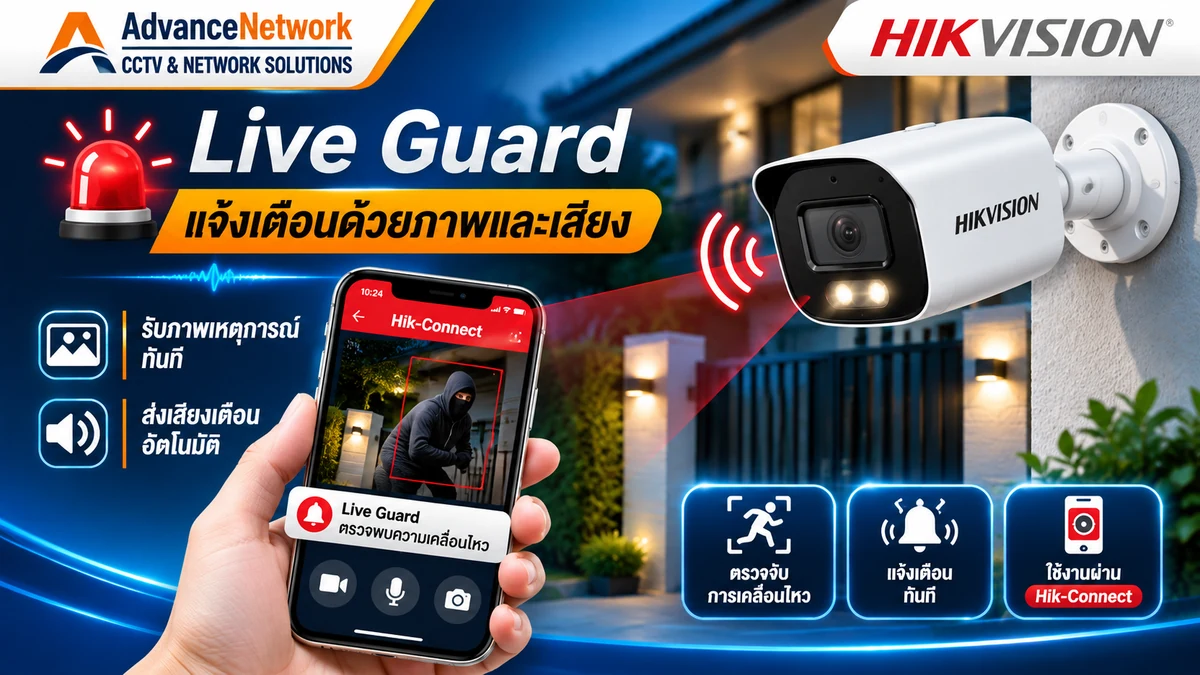 AdvanceNetwork
CCTV & NETWORK SOLUTIONS
HIKVISION®
Live Guard
แจ้งเตือนด้วยภาพและเสียง
HIKVISION
รับภาพเหตุการณ์
ทันที
ส่งเสียงเตือน
อัตโนมัติ
10:24
Hik-Connect
Live Guard
ตรวจพบความเคลื่อนไหว
ตรวจจับ
การเคลื่อนไหว
แจ้งเตือน
ทันที
ใช้งานผ่าน
Hik-Connect